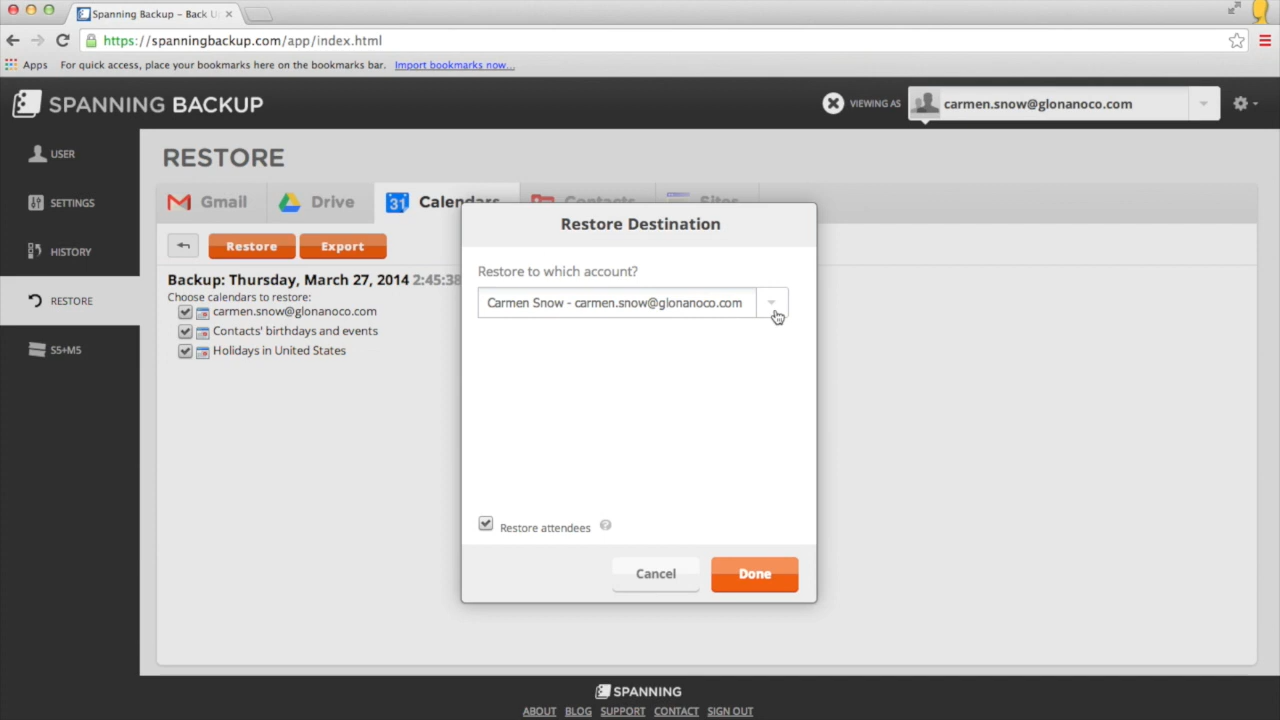 Spanning Backup – Back U
https://spanningbackup.com/app/index.html
Apps For quick access, place your bookmarks here on the bookmarks bar. Import bookmarks now...
SPANNING BACKUP
VIEWING AS
carmen.snow@glonanoco.com
USER
SETTINGS
HISTORY
RESTORE
S5+M5
RESTORE
Gmail Drive 31 Calendars Contacts Sites
Restore Export
Backup: Thursday, March 27, 2014 2:45:38
Choose calendars to restore:
carmen.snow@glonanoco.com
Contacts' birthdays and events
Holidays in United States
Restore Destination
Restore to which account?
Carmen Snow - carmen.snow@glonanoco.com
Restore attendees ?
Cancel Done
SPANNING
ABOUT BLOG SUPPORT CONTACT SIGN OUT